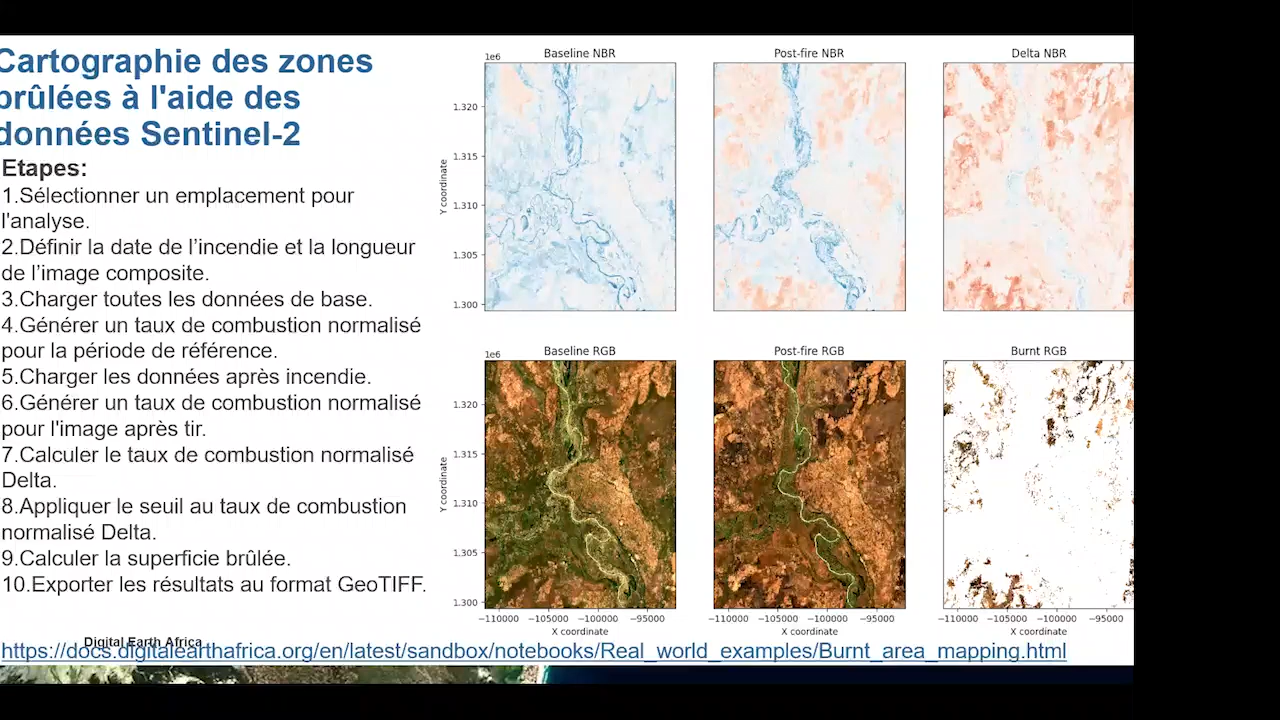 Cartographie des zones
brûlées à l'aide des
données Sentinel-2
Etapes:
1.Sélectionner un emplacement pour
l'analyse.
2.Définir la date de l’incendie et la longueur
de l’image composite.
3.Charger toutes les données de base.
4.Générer un taux de combustion normalisé
pour la période de référence.
5.Charger les données après incendie.
6.Générer un taux de combustion normalisé
pour l'image après tir.
7.Calculer le taux de combustion normalisé
Delta.
8.Appliquer le seuil au taux de combustion
normalisé Delta.
9.Calculer la superficie brûlée.
10.Exporter les résultats au format GeoTIFF.
Baseline NBR
Post-fire NBR
Delta NBR
1e6
1.320
1.315
1.310
1.305
1.300
Y coordinate
Baseline RGB
Post-fire RGB
Burnt RGB
1e6
1.320
1.315
1.310
1.305
1.300
Y coordinate
−110000 −105000 −100000 −95000
X coordinate
−110000 −105000 −100000 −95000
X coordinate
−110000 −105000 −100000 −95000
X coordinate
Digital Earth Africa
https://docs.digitalearthafrica.org/en/latest/sandbox/notebooks/Real_world_examples/Burnt_area_mapping.html